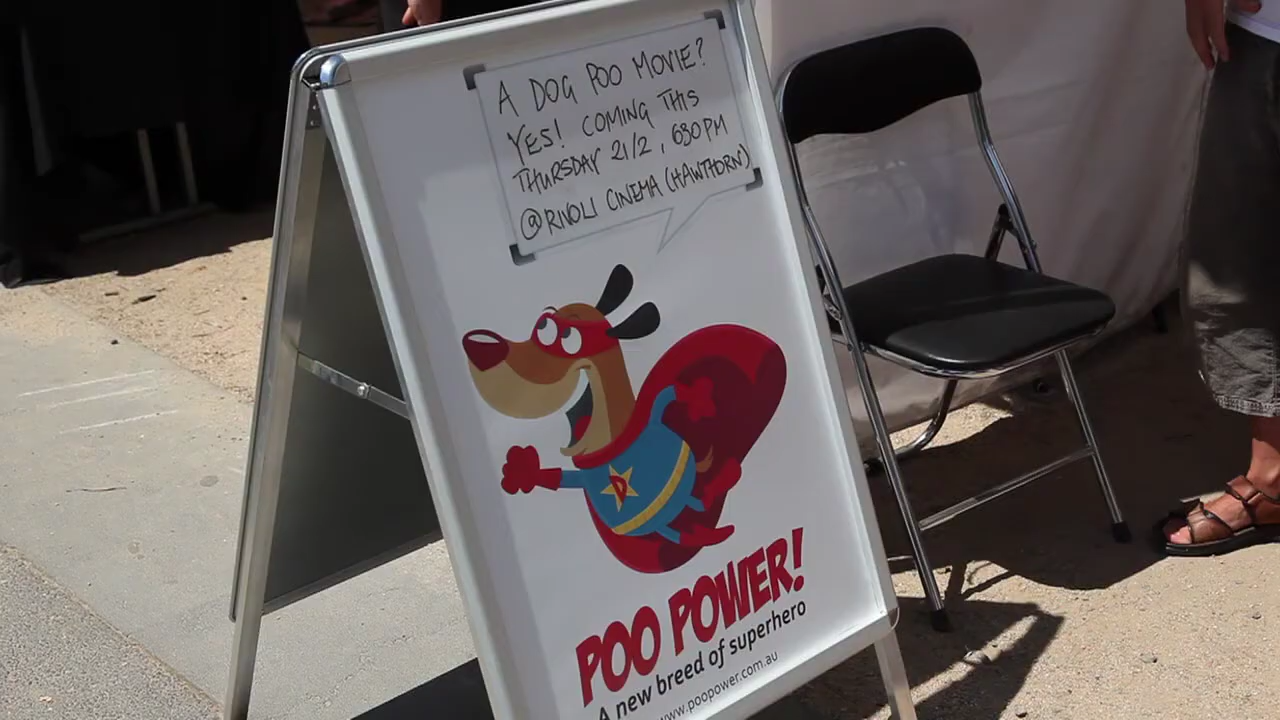 A DOG POO MOVIE?
YES! COMING THIS
THURSDAY 21/2, 630PM
@RIVOLI CINEMA (HAWTHORN)
D
POO POWER!
A new breed of superhero
www.poopower.com.au